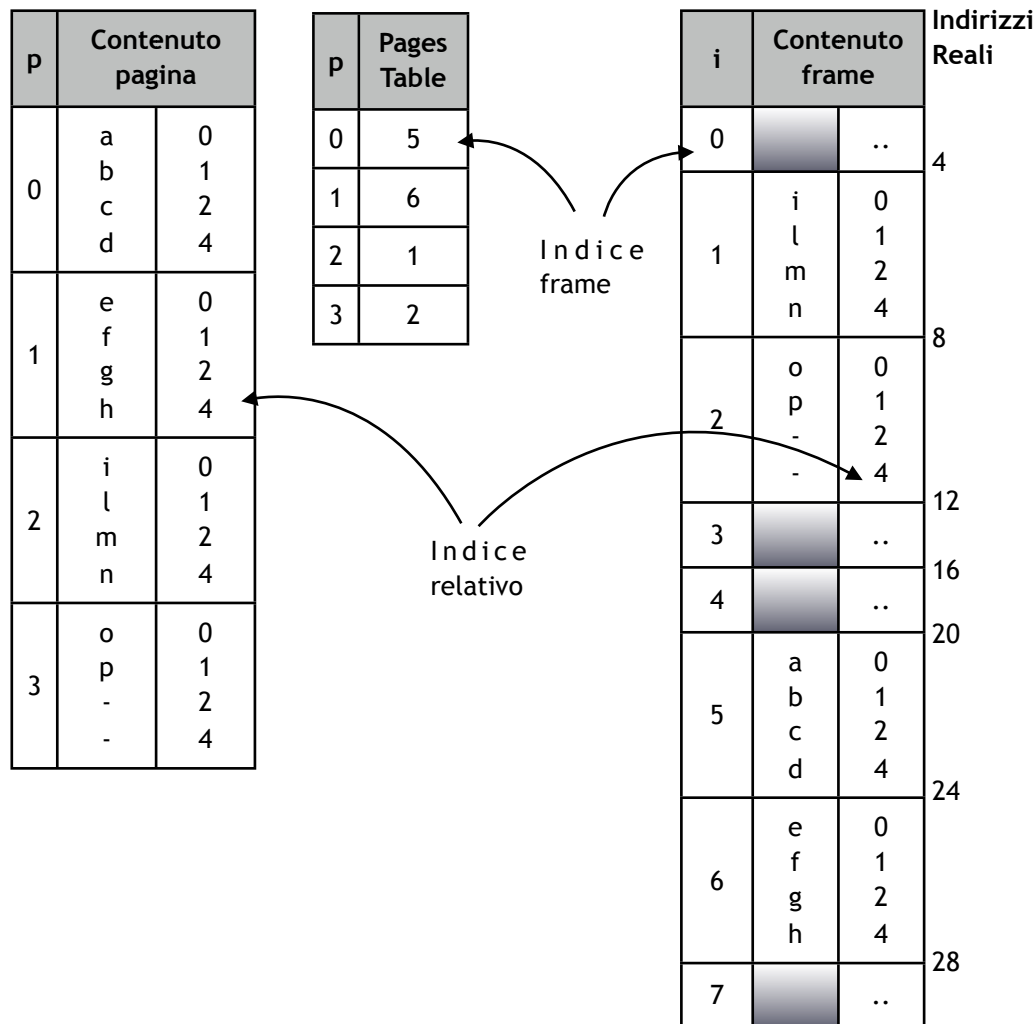 p Contenuto pagina
0 a 0
b 1
c 2
d 4
1 e 0
f 1
g 2
h 4
2 i 0
l 1
m 2
n 4
3 o 0
p 1
- 2
- 4
p Pages Table
0 5
1 6
2 1
3 2
Indice
frame
Indice
relativo
i Contenuto frame
Indirizzi
Reali
0 ..
4
1 i 0
l 1
m 2
n 4
8
2 o 0
p 1
- 2
- 4
12
3 ..
16
4 ..
20
5 a 0
b 1
c 2
d 4
24
6 e 0
f 1
g 2
h 4
28
7 ..